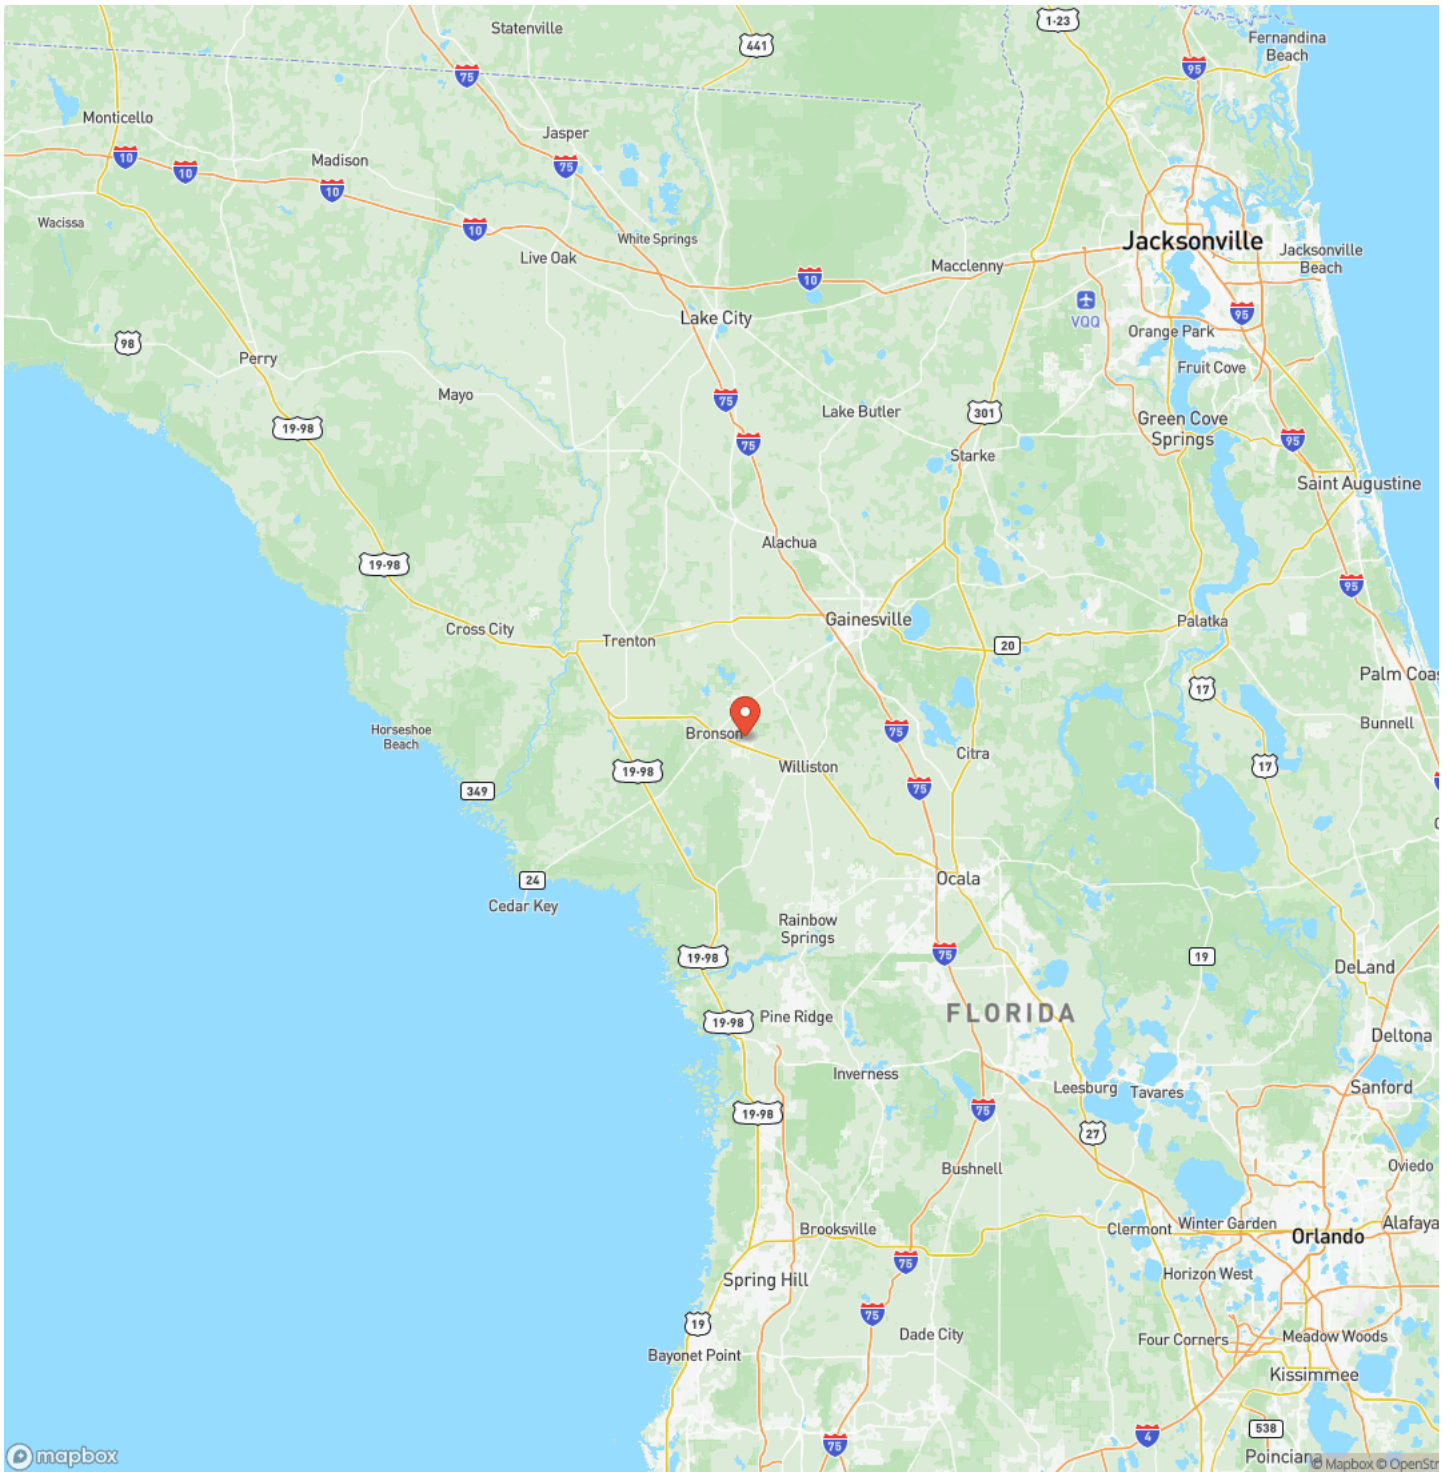 1-23
Statenville
Fernandina
Beach
441
75
95
Monticello
Jasper
10
Madison
75
10
10
Wacissa
10
White Springs
Jacksonville
Jacksonville
Beach
Live Oak
Macclenny
10
VQQ
Lake City
95
Orange Park
98
Perry
Fruit Cove
Mayo
75
Lake Butler
301
Green Cove
Springs
19-98
75
95
Starke
Saint Augustine
Alachua
19-98
95
Gainesville
Palatka
Cross City
Trenton
20
Palm Coas
17
Bunnell
Horseshoe
Beach
Bronson
75
Citra
Williston
17
19-98
349
75
24
Ocala
Cedar Key
Rainbow
Springs
19-98
75
19
DeLand
FLORIDA
19-98
Pine Ridge
Deltona
Inverness
Leesburg
Tavares
Sanford
19-98
75
27
Bushnell
Oviedo
Brooksville
Clermont
Winter Garden
Alafaya
Orlando
75
Spring Hill
Horizon West
75
19
Dade City
Four Corners
Meadow Woods
Bayonet Point
Kissimmee
538
4
75
Poinciana
mapbox
© Mapbox © OpenStr